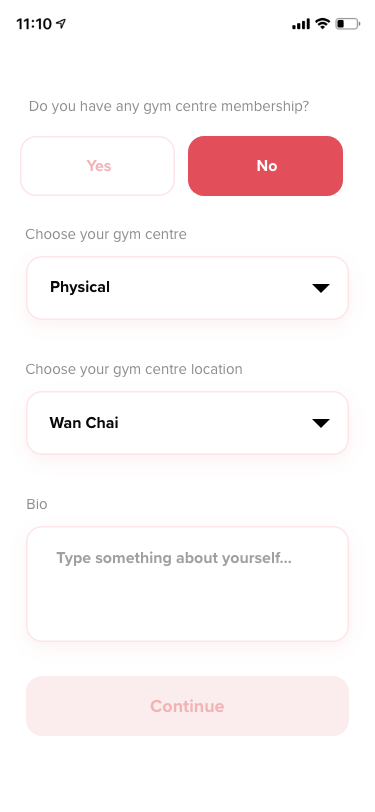 11:10
Do you have any gym centre membership?
Yes No
Choose your gym centre
Physical
Choose your gym centre location
Wan Chai
Bio
Type something about yourself...
Continue